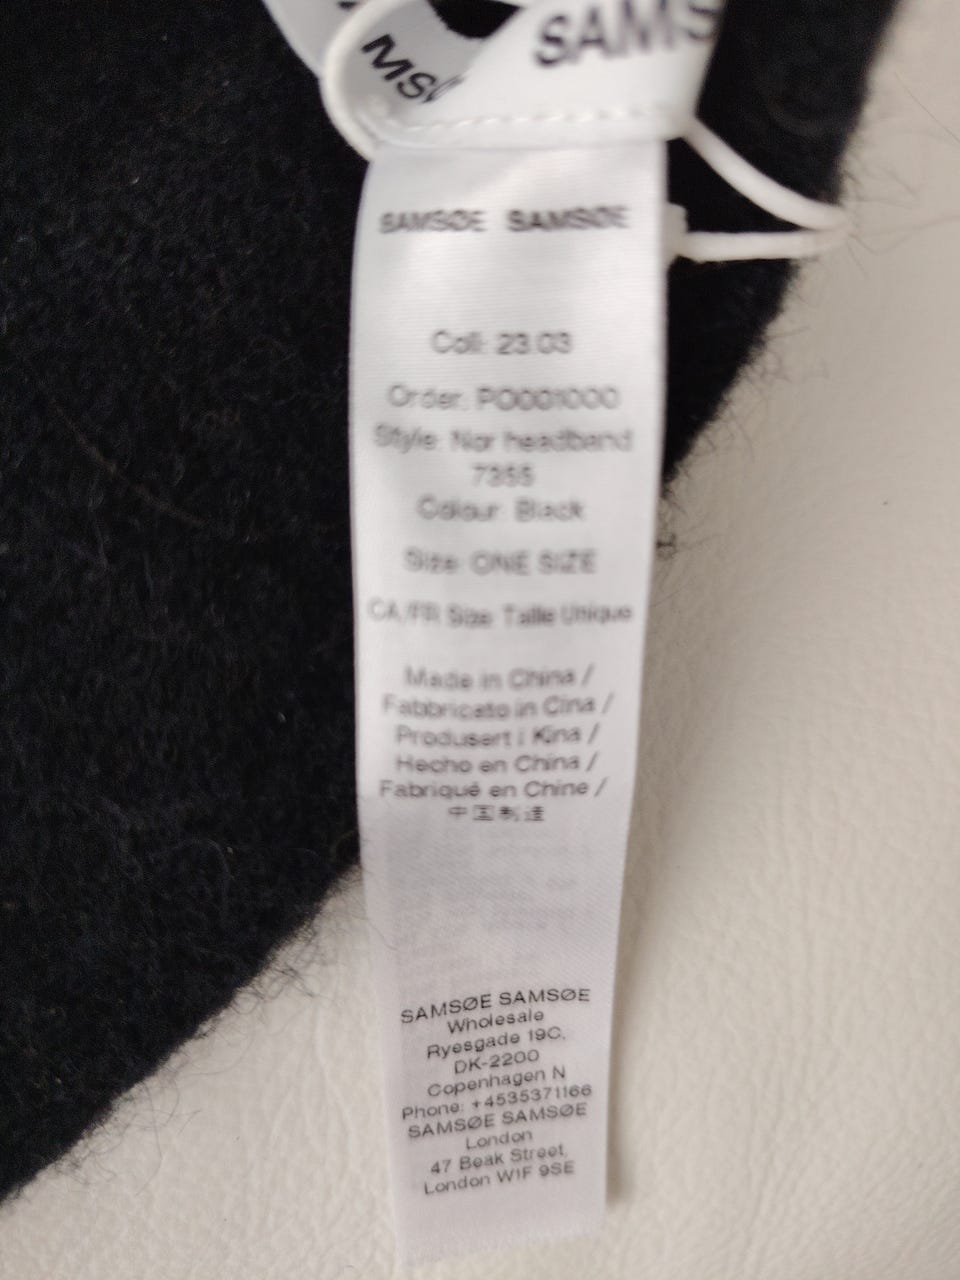 SAMS
MSØ
SAMSØE SAMSØE
Coll: 23.03
Order: PO001000
Style: Nor headband
7355
Colour: Black
Size: ONE SIZE
CA/FR Size: Taille Unique
Made in China /
Fabbricato in Cina /
Produsert i Kina /
Hecho en China /
Fabriqué en Chine /
中国制造
SAMSØE SAMSØE
Wholesale
Ryesgade 19C,
DK-2200
Copenhagen N
Phone: +4535371166
SAMSØE SAMSØE
London
47 Beak Street,
London W1F 9SE